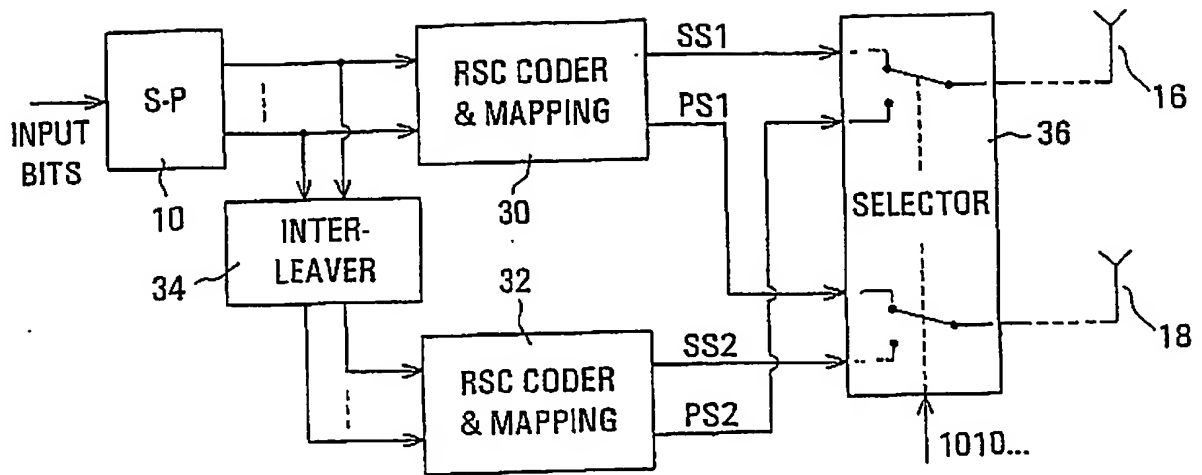 S-P
INPUT
BITS
10
RSC CODER
& MAPPING
30
SS1
PS1
16
36
SELECTOR
INTER-
LEAVER
34
32
RSC CODER
& MAPPING
SS2
PS2
18
1010...